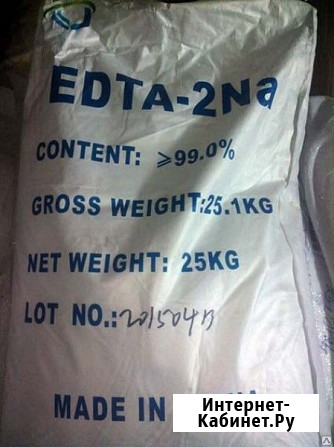 EDTA-2Na
CONTENT: ≥99.0%
GROSS WEIGHT:25.1KG
NET WEIGHT: 25KG
LOT NO.:
MADE IN
Интернет-
Кабинет.Ру